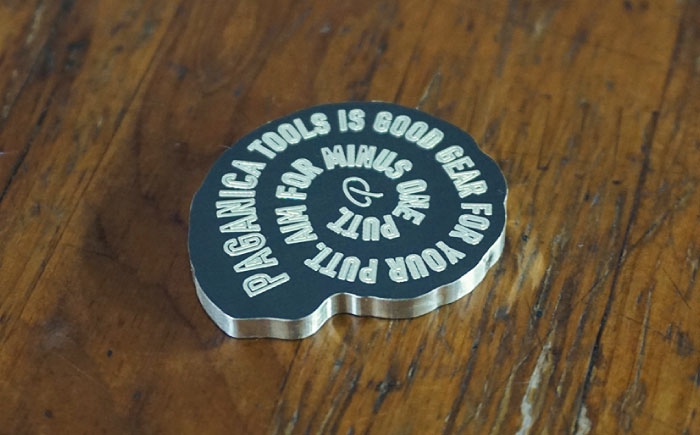 PAGANICA TOOLS IS GOOD GEAR FOR YOUR PUTT. AIM FOR MINUS ONE PUTT.